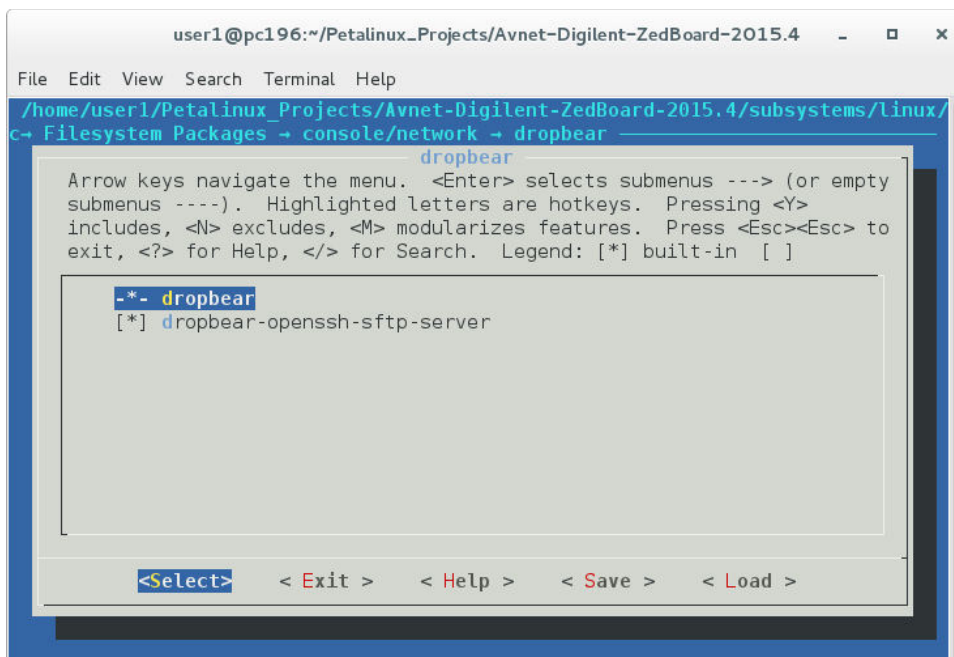 user1@pc196:~/Petalinux_Projects/Avnet-Digilent-ZedBoard-2015.4
File Edit View Search Terminal Help
/home/user1/Petalinux_Projects/Avnet-Digilent-ZedBoard-2015.4/subsystems/linux/
c→ Filesystem Packages → console/network → dropbear
dropbear
Arrow keys navigate the menu. <Enter> selects submenus ---> (or empty
submenus ----). Highlighted letters are hotkeys. Pressing <Y>
includes, <N> excludes, <M> modularizes features. Press <Esc><Esc> to
exit, <?> for Help, </> for Search. Legend: [*] built-in [ ]
-*- dropbear
[*] dropbear-openssh-sftp-server
<Select> < Exit > < Help > < Save > < Load >